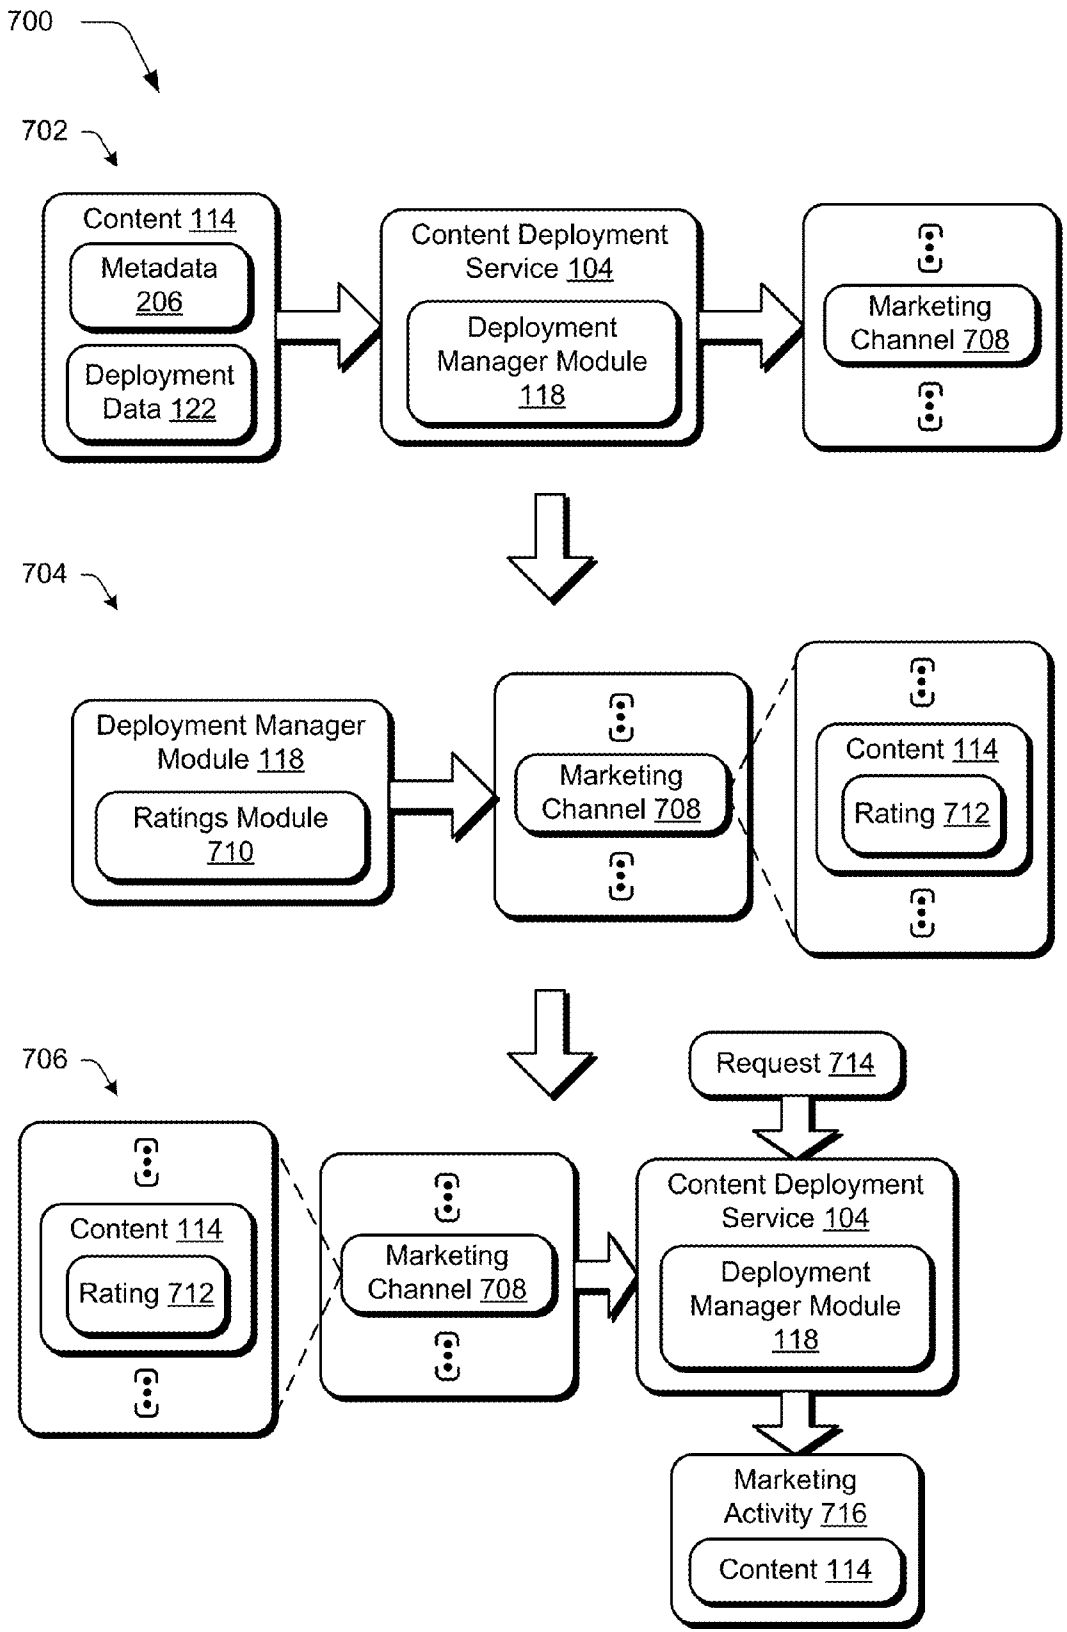 700
702
Content 114
Metadata
206
Deployment
Data 122
Content Deployment
Service 104
Deployment
Manager Module
118
Marketing
Channel 708
704
Deployment Manager
Module 118
Ratings Module
710
Marketing
Channel 708
Content 114
Rating 712
706
Content 114
Rating 712
Marketing
Channel 708
Request 714
Content Deployment
Service 104
Deployment
Manager Module
118
Marketing
Activity 716
Content 114